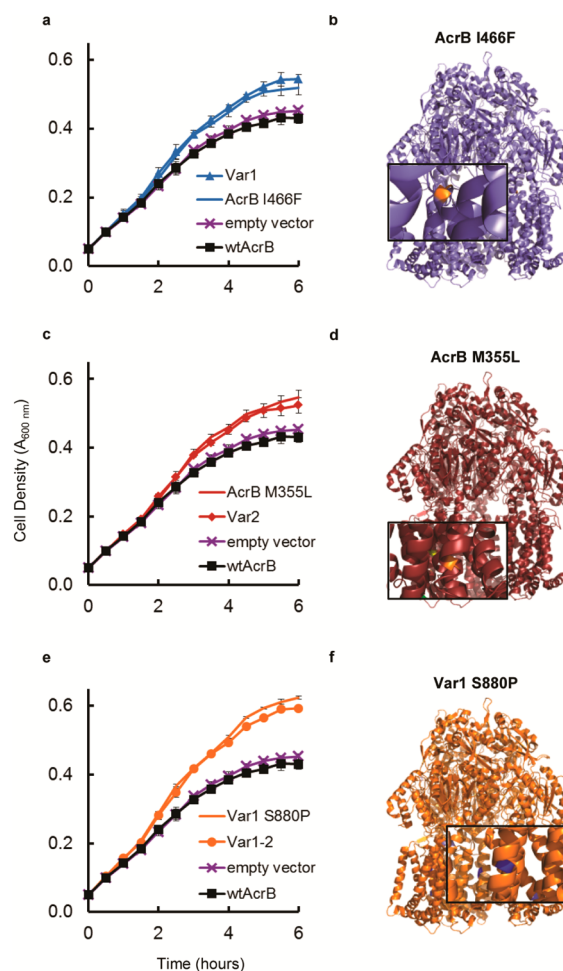 a
b
AcrB I466F
0.6
0.4
0.2
0.0
0
2
4
6
Var1
AcrB I466F
empty vector
wtAcrB
c
d
AcrB M355L
0.6
0.4
0.2
0.0
0
2
4
6
AcrB M355L
Var2
empty vector
wtAcrB
Cell Density (A600 nm)
e
f
Var1 S880P
0.6
0.4
0.2
0.0
0
2
4
6
Var1 S880P
Var1-2
empty vector
wtAcrB
Time (hours)